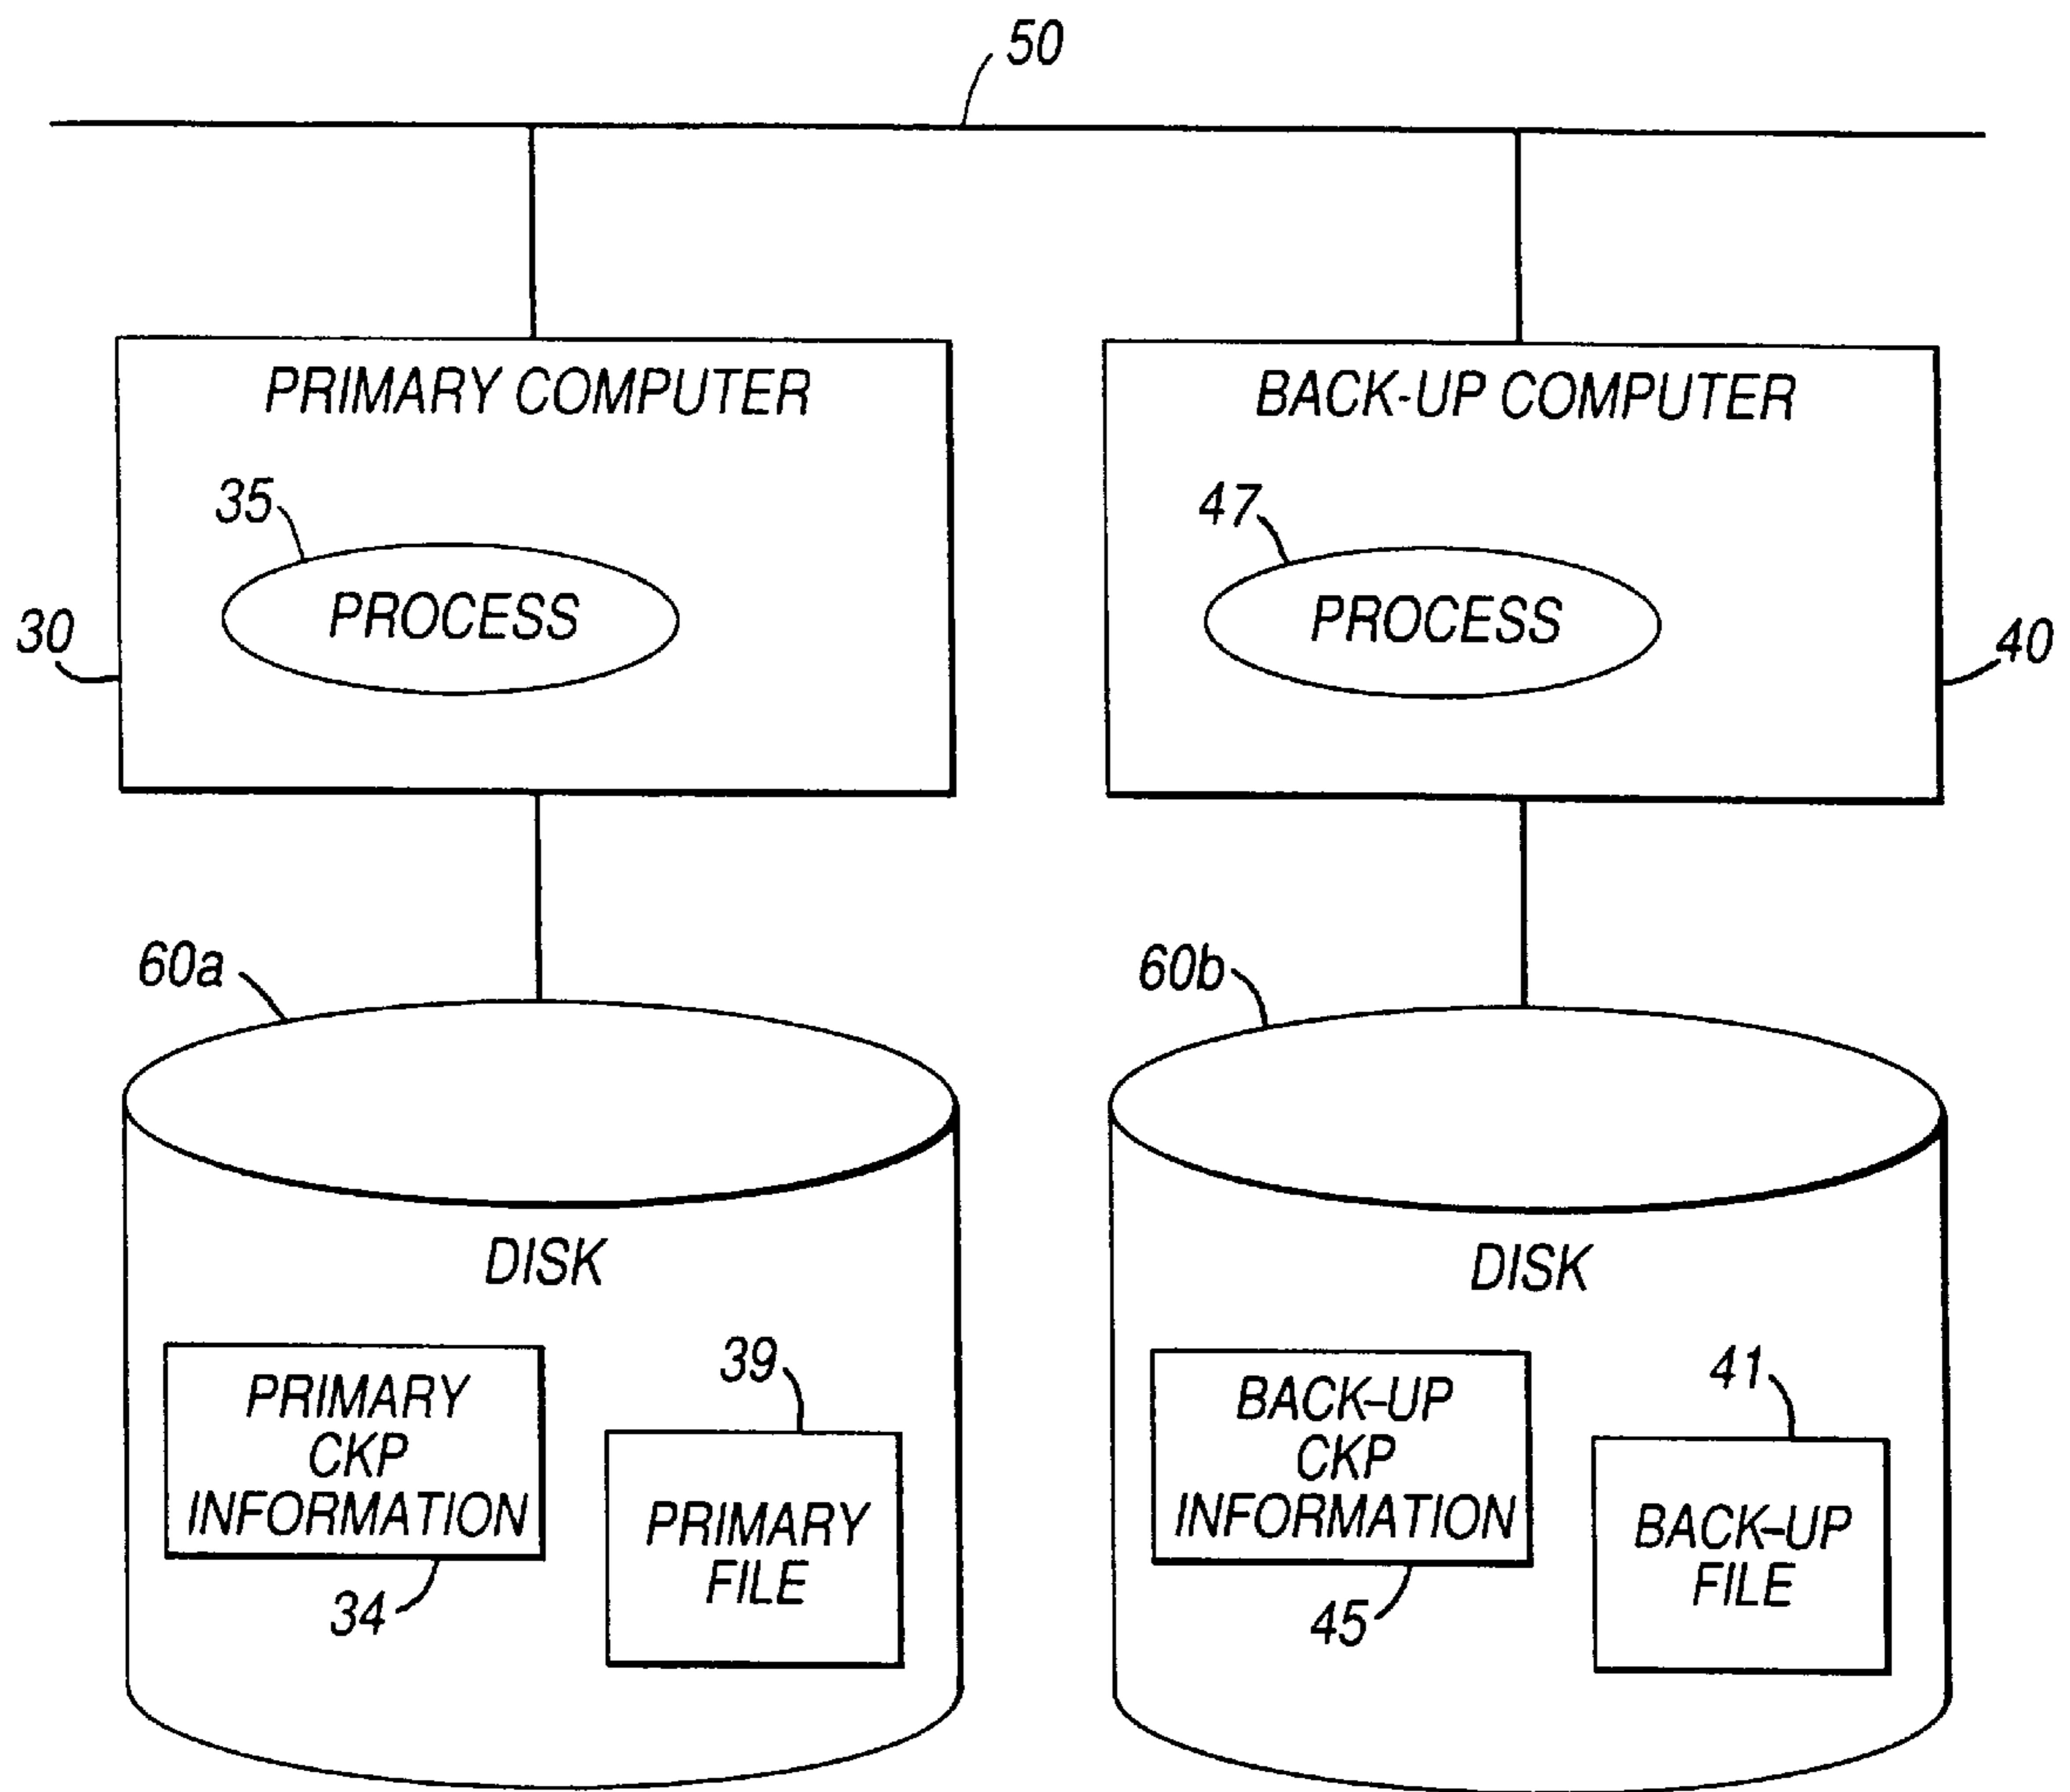 50
PRIMARY COMPUTER
35
PROCESS
30
BACK-UP COMPUTER
47
PROCESS
40
60a
DISK
PRIMARY
CKP
INFORMATION
34
39
PRIMARY
FILE
60b
DISK
BACK-UP
CKP
INFORMATION
45
41
BACK-UP
FILE